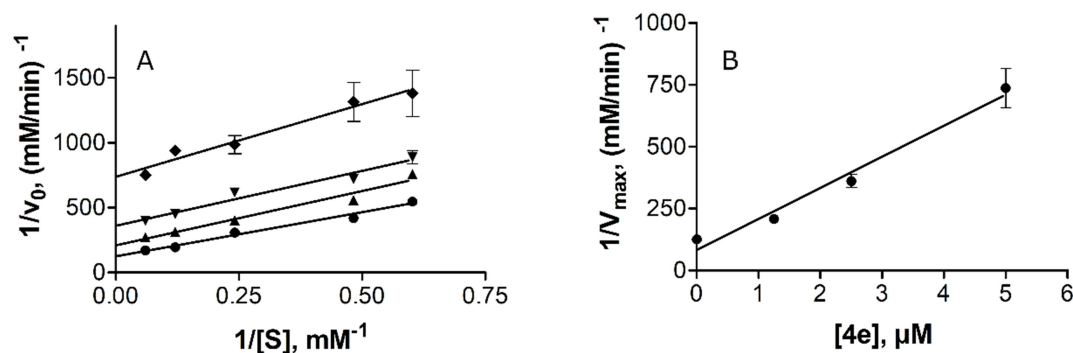 A
1/v0, (mM/min) -1
1500
1000
500
0
0.00 0.25 0.50 0.75
1/[S], mM-1
B
1/Vmax, (mM/min) -1
1000
750
500
250
0
0 1 2 3 4 5 6
[4e], µM